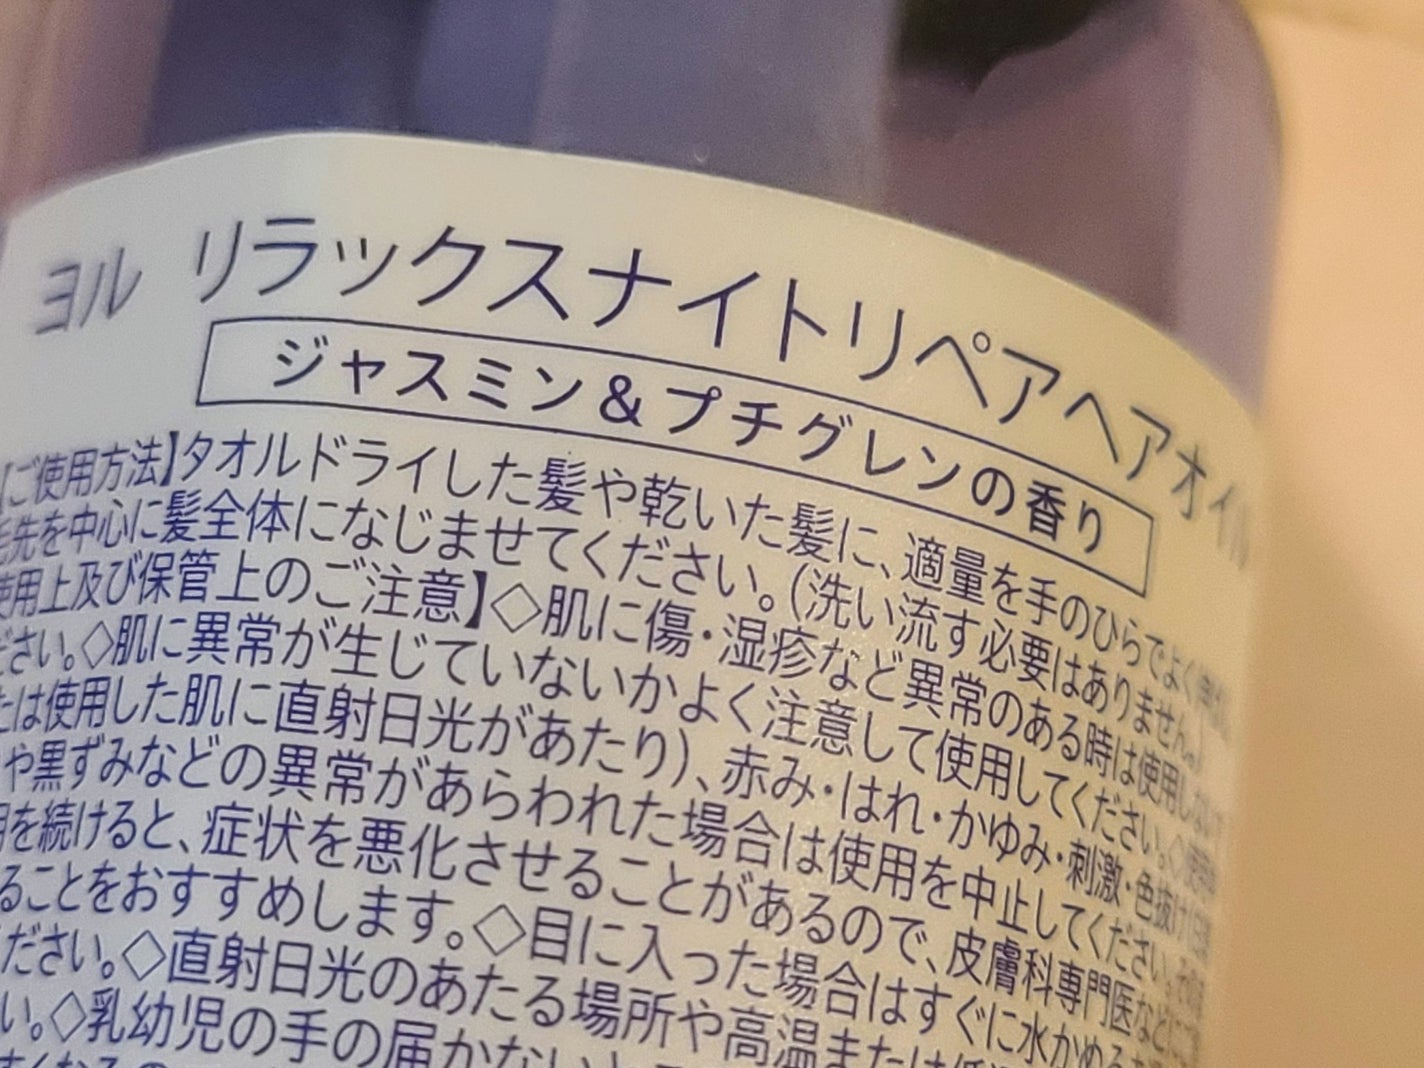 ヨル リラックスナイトリペアヘアオイル
ジャスミン&プチグレンの香り
【ご使用方法】タオルドライした髪や乾いた髪に、適量を手のひらでよく
毛先を中心に髪全体になじませてください。(洗い流す必要はありません。)
使用上及び保管上のご注意】◇肌に傷・湿疹など異常のある時は使用しない
ださい。◇肌に異常が生じていないかよく注意して使用してください。◇使用
たは使用した肌に直射日光があたり)、赤み・はれ・かゆみ・刺激・色抜け
や黒ずみなどの異常があらわれた場合は使用を中止してください。その
用を続けると、症状を悪化させることがあるので、皮膚科専門医などにご
ることをおすすめします。◇目に入った場合はすぐに水か
ださい。◇直射日光のあたる場所や高温または低
い。◇乳幼児の手の届かない